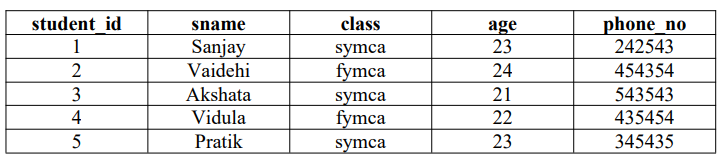 student_id sname class age phone_no
1 Sanjay symca 23 242543
2 Vaidehi fymca 24 454354
3 Akshata symca 21 543543
4 Vidula fymca 22 435454
5 Pratik symca 23 345435